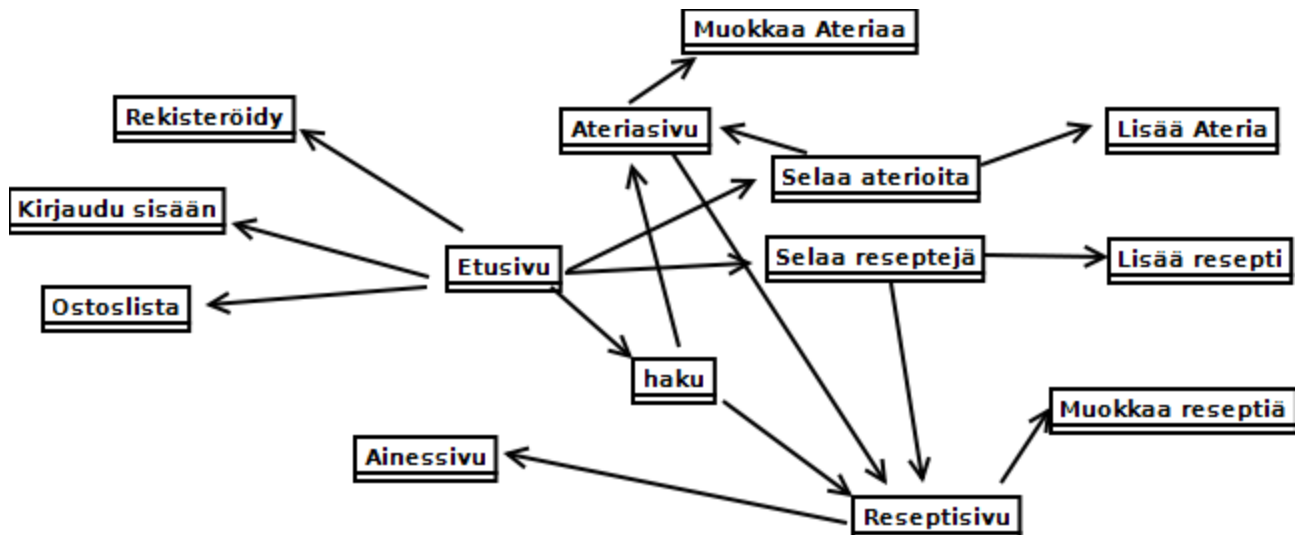 Muokkaa Ateriaa
Rekisteröidy
Ateriasivu
Lisää Ateria
Selaa aterioita
Kirjaudu sisään
Etusivu
Selaa reseptejä
Lisää resepti
Ostoslista
haku
Muokkaa reseptiä
Ainessivu
Reseptisivu